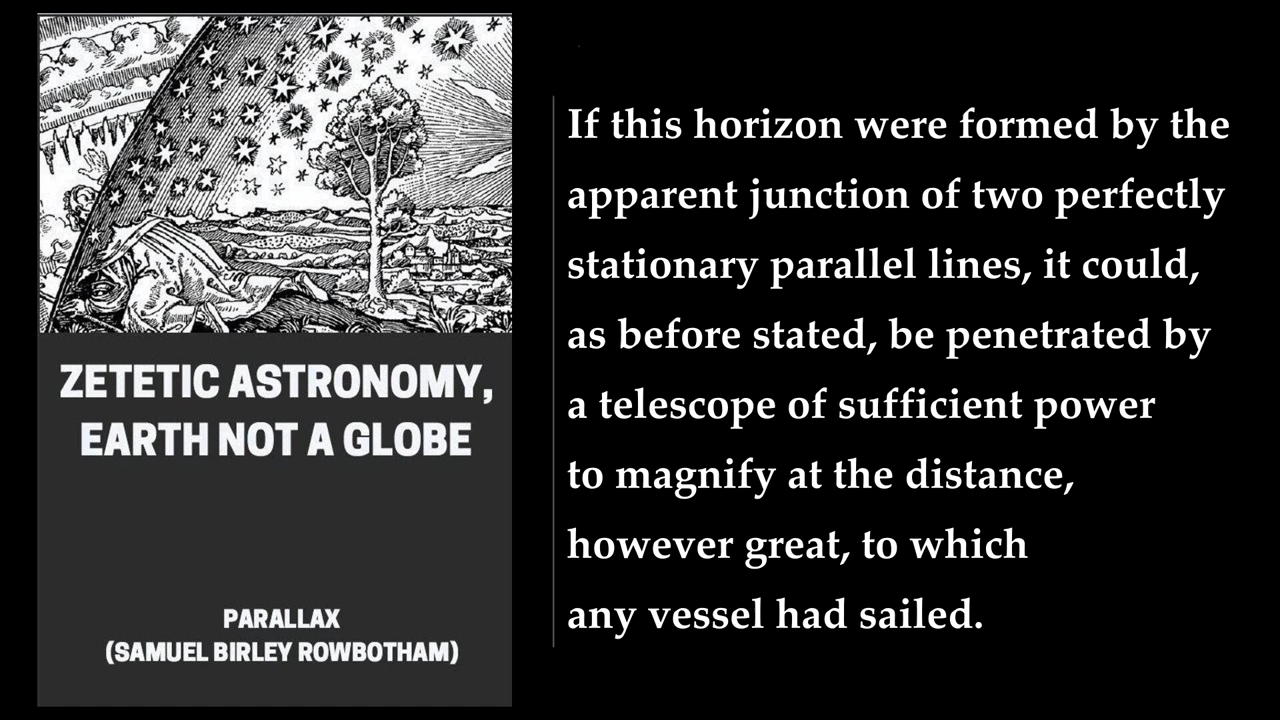 ZETETIC ASTRONOMY,
EARTH NOT A GLOBE
PARALLAX
(SAMUEL BIRLEY ROWBOTHAM)
If this horizon were formed by the
apparent junction of two perfectly
stationary parallel lines, it could,
as before stated, be penetrated by
a telescope of sufficient power
to magnify at the distance,
however great, to which
any vessel had sailed.